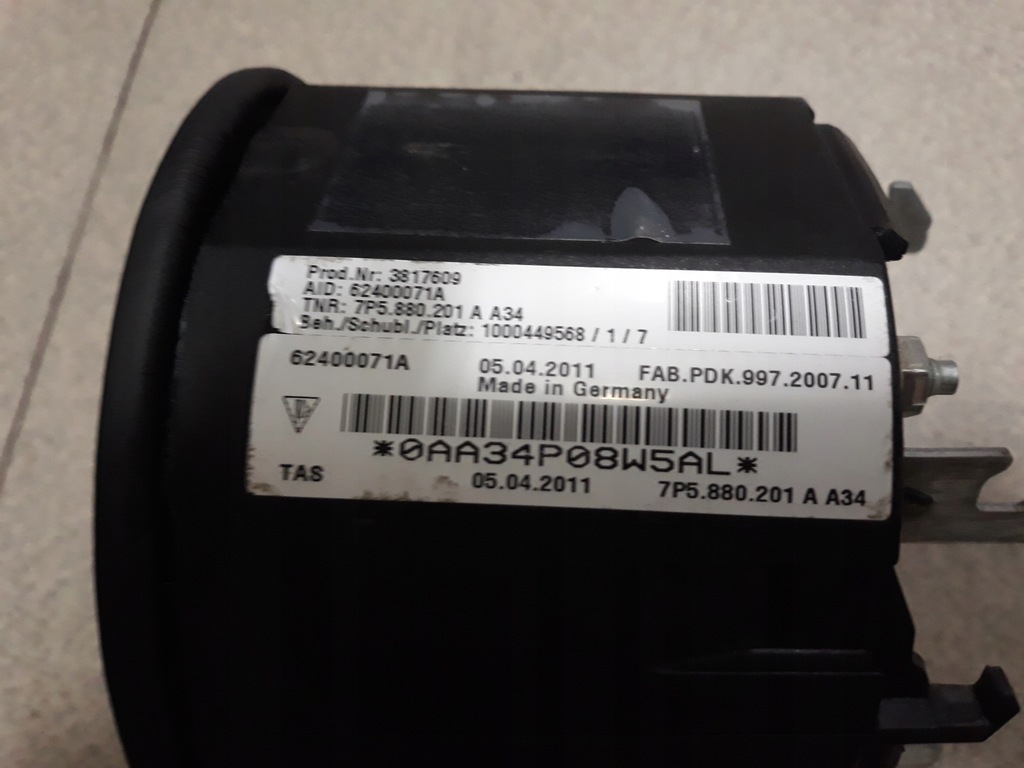 Prod.Nr: 3817609
AID: 62400071A
TNR: 7P5.880.201 A A34
Beh./Schubl./Platz: 1000449568 / 1 / 7
62400071A 05.04.2011 FAB.PDK.997.2007.11
Made in Germany
*0AA34P08W5AL*
TAS 05.04.2011 7P5.880.201 A A34